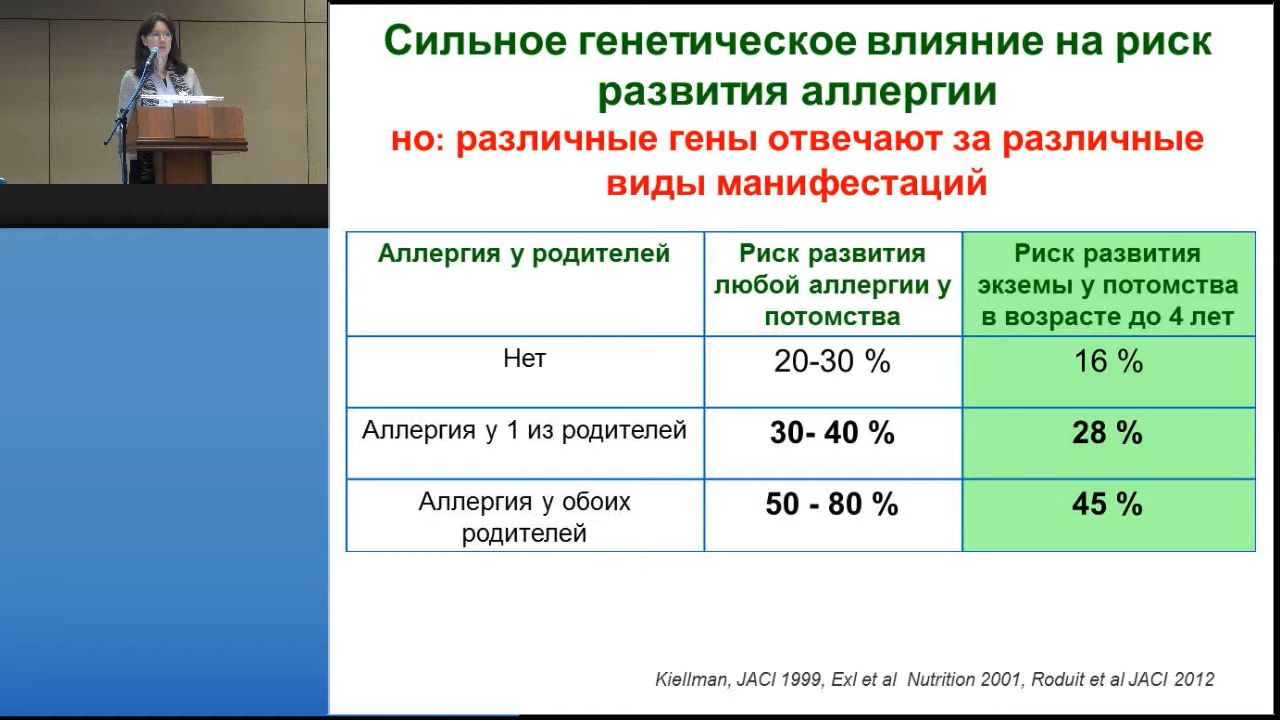 Сильное генетическое влияние на риск
развития аллергии
но: различные гены отвечают за различные
виды манифестаций
Аллергия у родителей
Риск развития
любой аллергии у
потомства
Риск развития
экземы у потомства
в возрасте до 4 лет
Нет
20-30 %
16 %
Аллергия у 1 из родителей
30- 40 %
28 %
Аллергия у обоих
родителей
50 - 80 %
45 %
Kiellman, JACI 1999, Exl et al Nutrition 2001, Roduit et al JACI 2012